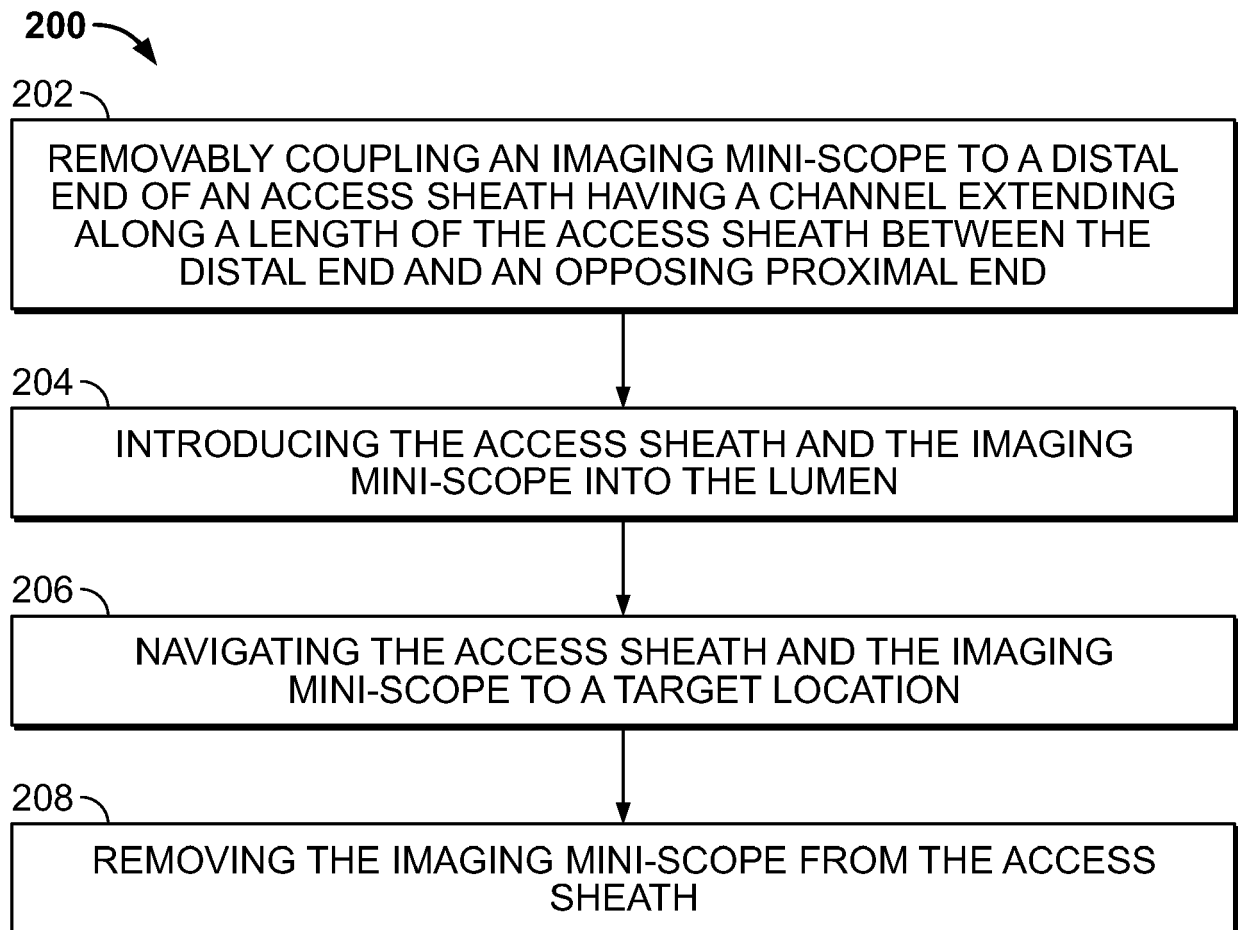 200
202
REMOVABLY COUPLING AN IMAGING MINI-SCOPE TO A DISTAL
END OF AN ACCESS SHEATH HAVING A CHANNEL EXTENDING
ALONG A LENGTH OF THE ACCESS SHEATH BETWEEN THE
DISTAL END AND AN OPPOSING PROXIMAL END
204
INTRODUCING THE ACCESS SHEATH AND THE IMAGING
MINI-SCOPE INTO THE LUMEN
206
NAVIGATING THE ACCESS SHEATH AND THE IMAGING
MINI-SCOPE TO A TARGET LOCATION
208
REMOVING THE IMAGING MINI-SCOPE FROM THE ACCESS
SHEATH